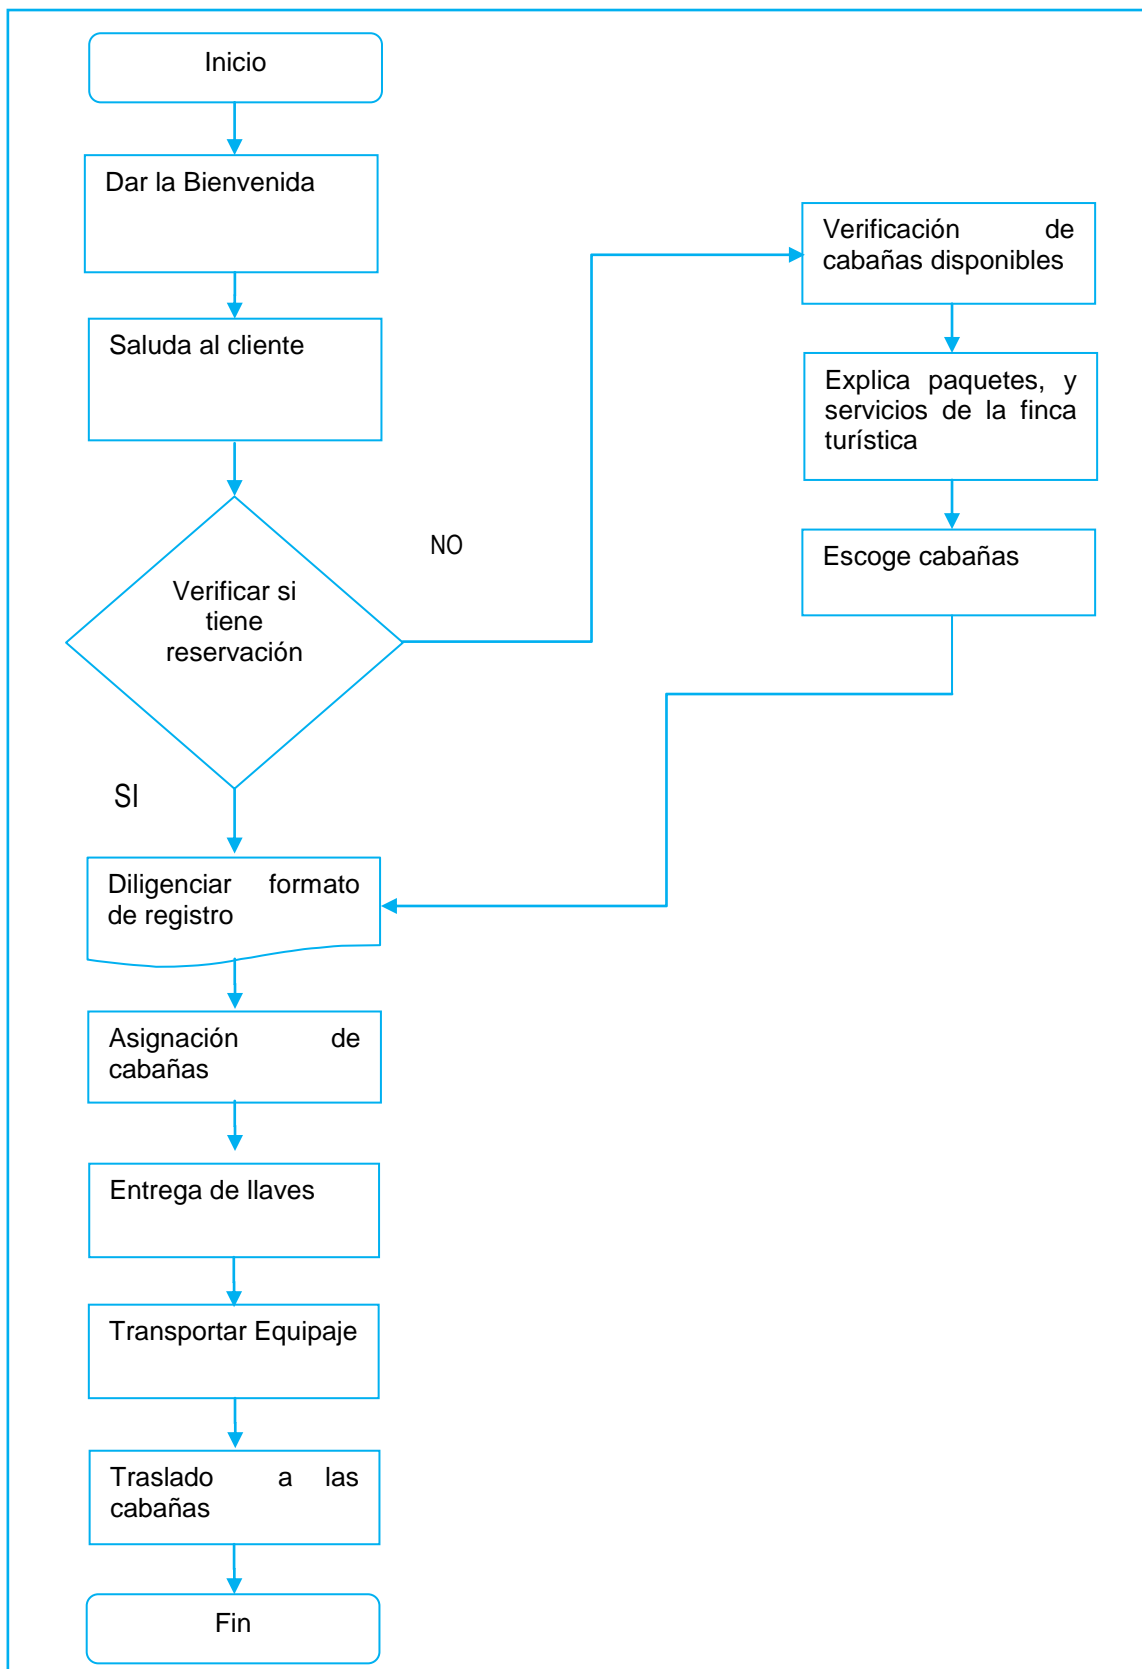 Inicio
Dar la Bienvenida
Saluda al cliente
Verificar si
tiene
reservación
NO
SI
Verificación de
cabañas disponibles
Explica paquetes, y
servicios de la finca
turística
Escoge cabañas
Diligenciar formato
de registro
Asignación de
cabañas
Entrega de llaves
Transportar Equipaje
Traslado a las
cabañas
Fin